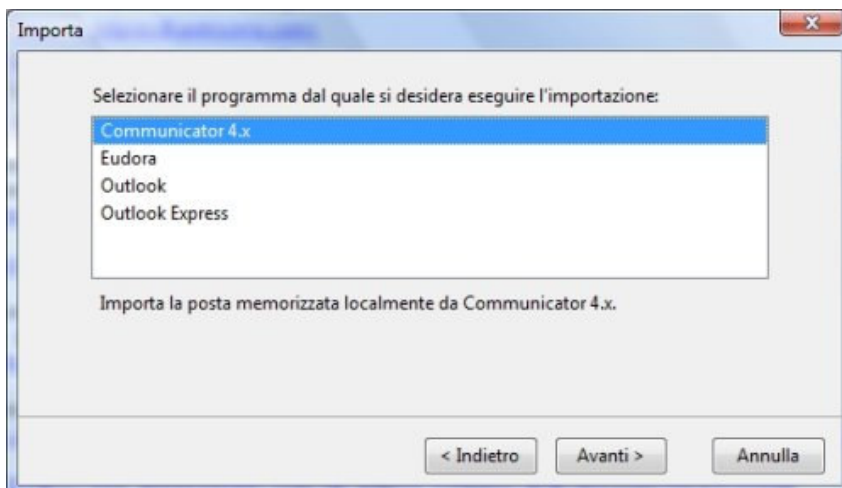 Importa
Selezionare il programma dal quale si desidera eseguire l'importazione:
Communicator 4.x
Eudora
Outlook
Outlook Express
Importa la posta memorizzata localmente da Communicator 4.x.
< Indietro Avanti > Annulla